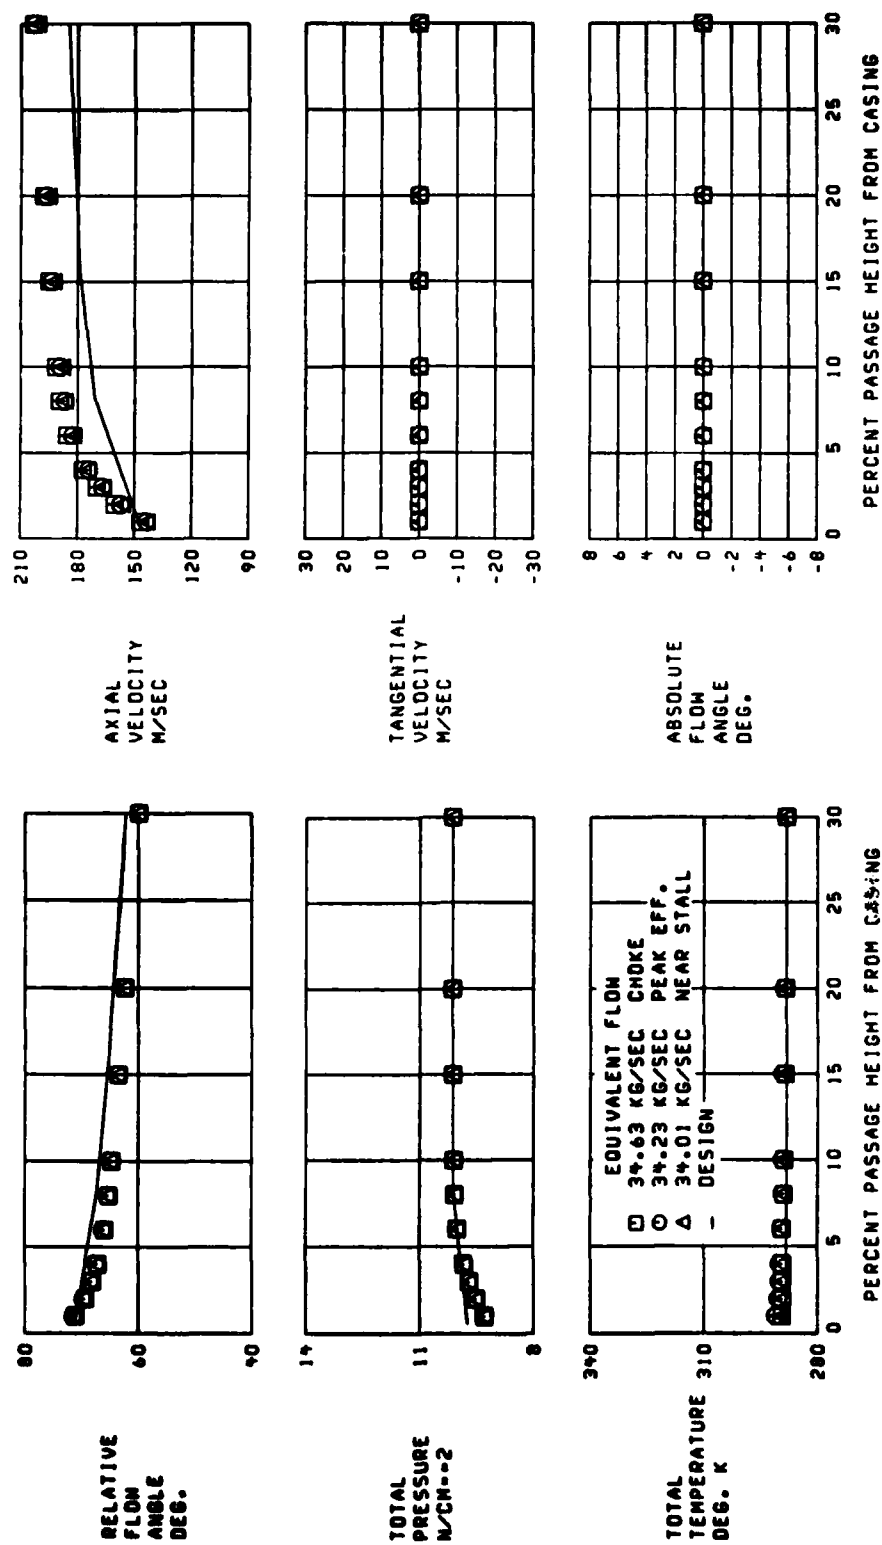 RELATIVE
FLOW
ANGLE
DEG.
80
60
40
TOTAL
PRESSURE
N/CM**2
14
11
8
TOTAL
TEMPERATURE
DEG. K
340
310
280
EQUIVALENT FLOW
34.63 KG/SEC CHOKE
34.23 KG/SEC PEAK EFF.
34.01 KG/SEC NEAR STALL
DESIGN
0 5 10 15 20 25 30
PERCENT PASSAGE HEIGHT FROM CASING
AXIAL
VELOCITY
M/SEC
210
180
150
120
90
TANGENTIAL
VELOCITY
M/SEC
30
20
10
0
-10
-20
-30
ABSOLUTE
FLOW
ANGLE
DEG.
8
6
4
2
0
-2
-4
-6
-8
0 5 10 15 20 25 30
PERCENT PASSAGE HEIGHT FROM CASING